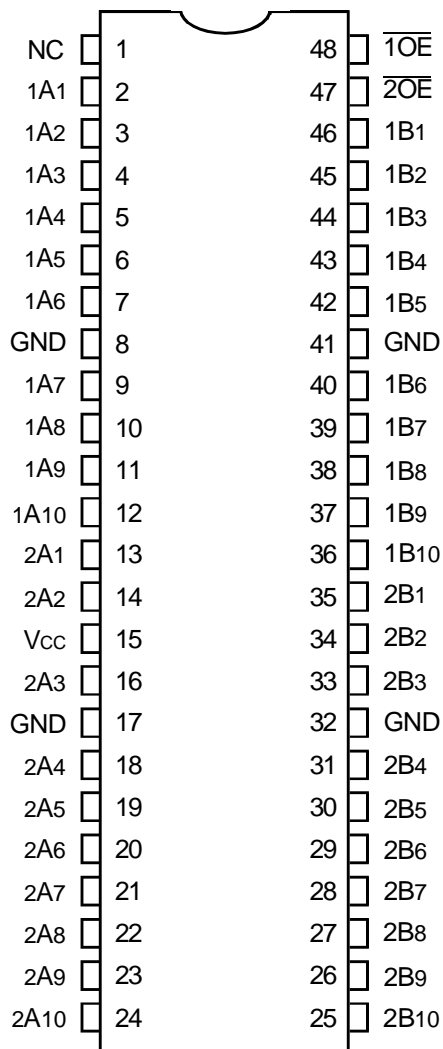 NC 1 48 1OE
1A1 2 47 2OE
1A2 3 46 1B1
1A3 4 45 1B2
1A4 5 44 1B3
1A5 6 43 1B4
1A6 7 42 1B5
GND 8 41 GND
1A7 9 40 1B6
1A8 10 39 1B7
1A9 11 38 1B8
1A10 12 37 1B9
2A1 13 36 1B10
2A2 14 35 2B1
VCC 15 34 2B2
2A3 16 33 2B3
GND 17 32 GND
2A4 18 31 2B4
2A5 19 30 2B5
2A6 20 29 2B6
2A7 21 28 2B7
2A8 22 27 2B8
2A9 23 26 2B9
2A10 24 25 2B10